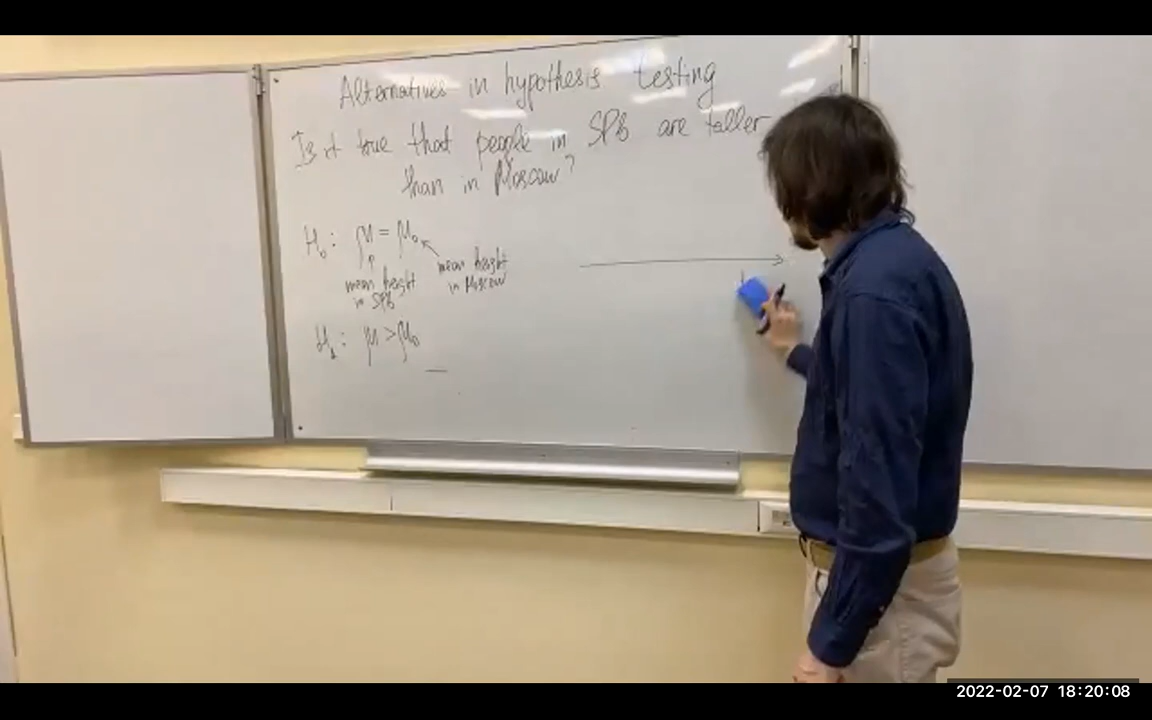 Alternatives in hypothesis testing
Is it true that people in SPB are taller
than in Moscow?
H₀: μ = μ₀
mean height
in SPB
mean height
in Moscow
H₁: μ > μ₀
2022-02-07 18:20:08